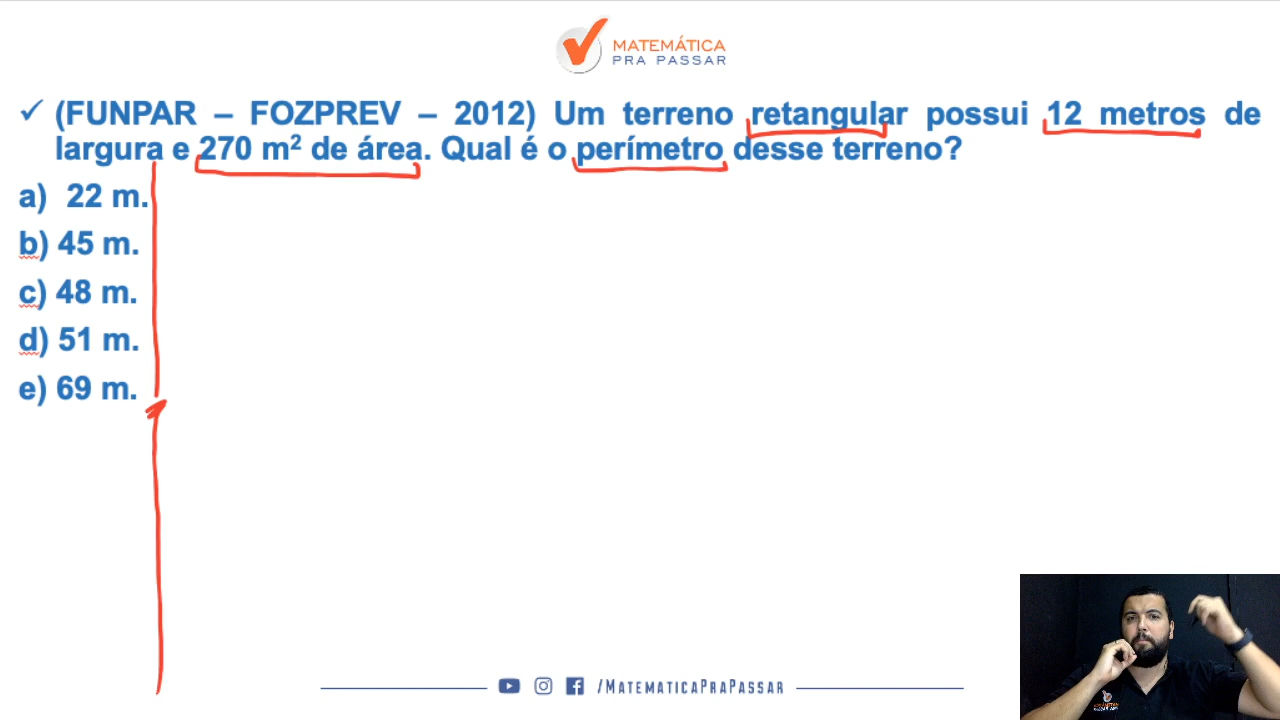 MATEMÁTICA
PRA PASSAR
✓ (FUNPAR – FOZPREV – 2012) Um terreno retangular possui 12 metros de
largura e 270 m² de área. Qual é o perímetro desse terreno?
a) 22 m.
b) 45 m.
c) 48 m.
d) 51 m.
e) 69 m.
/MATEMATICAPRAPASSAR